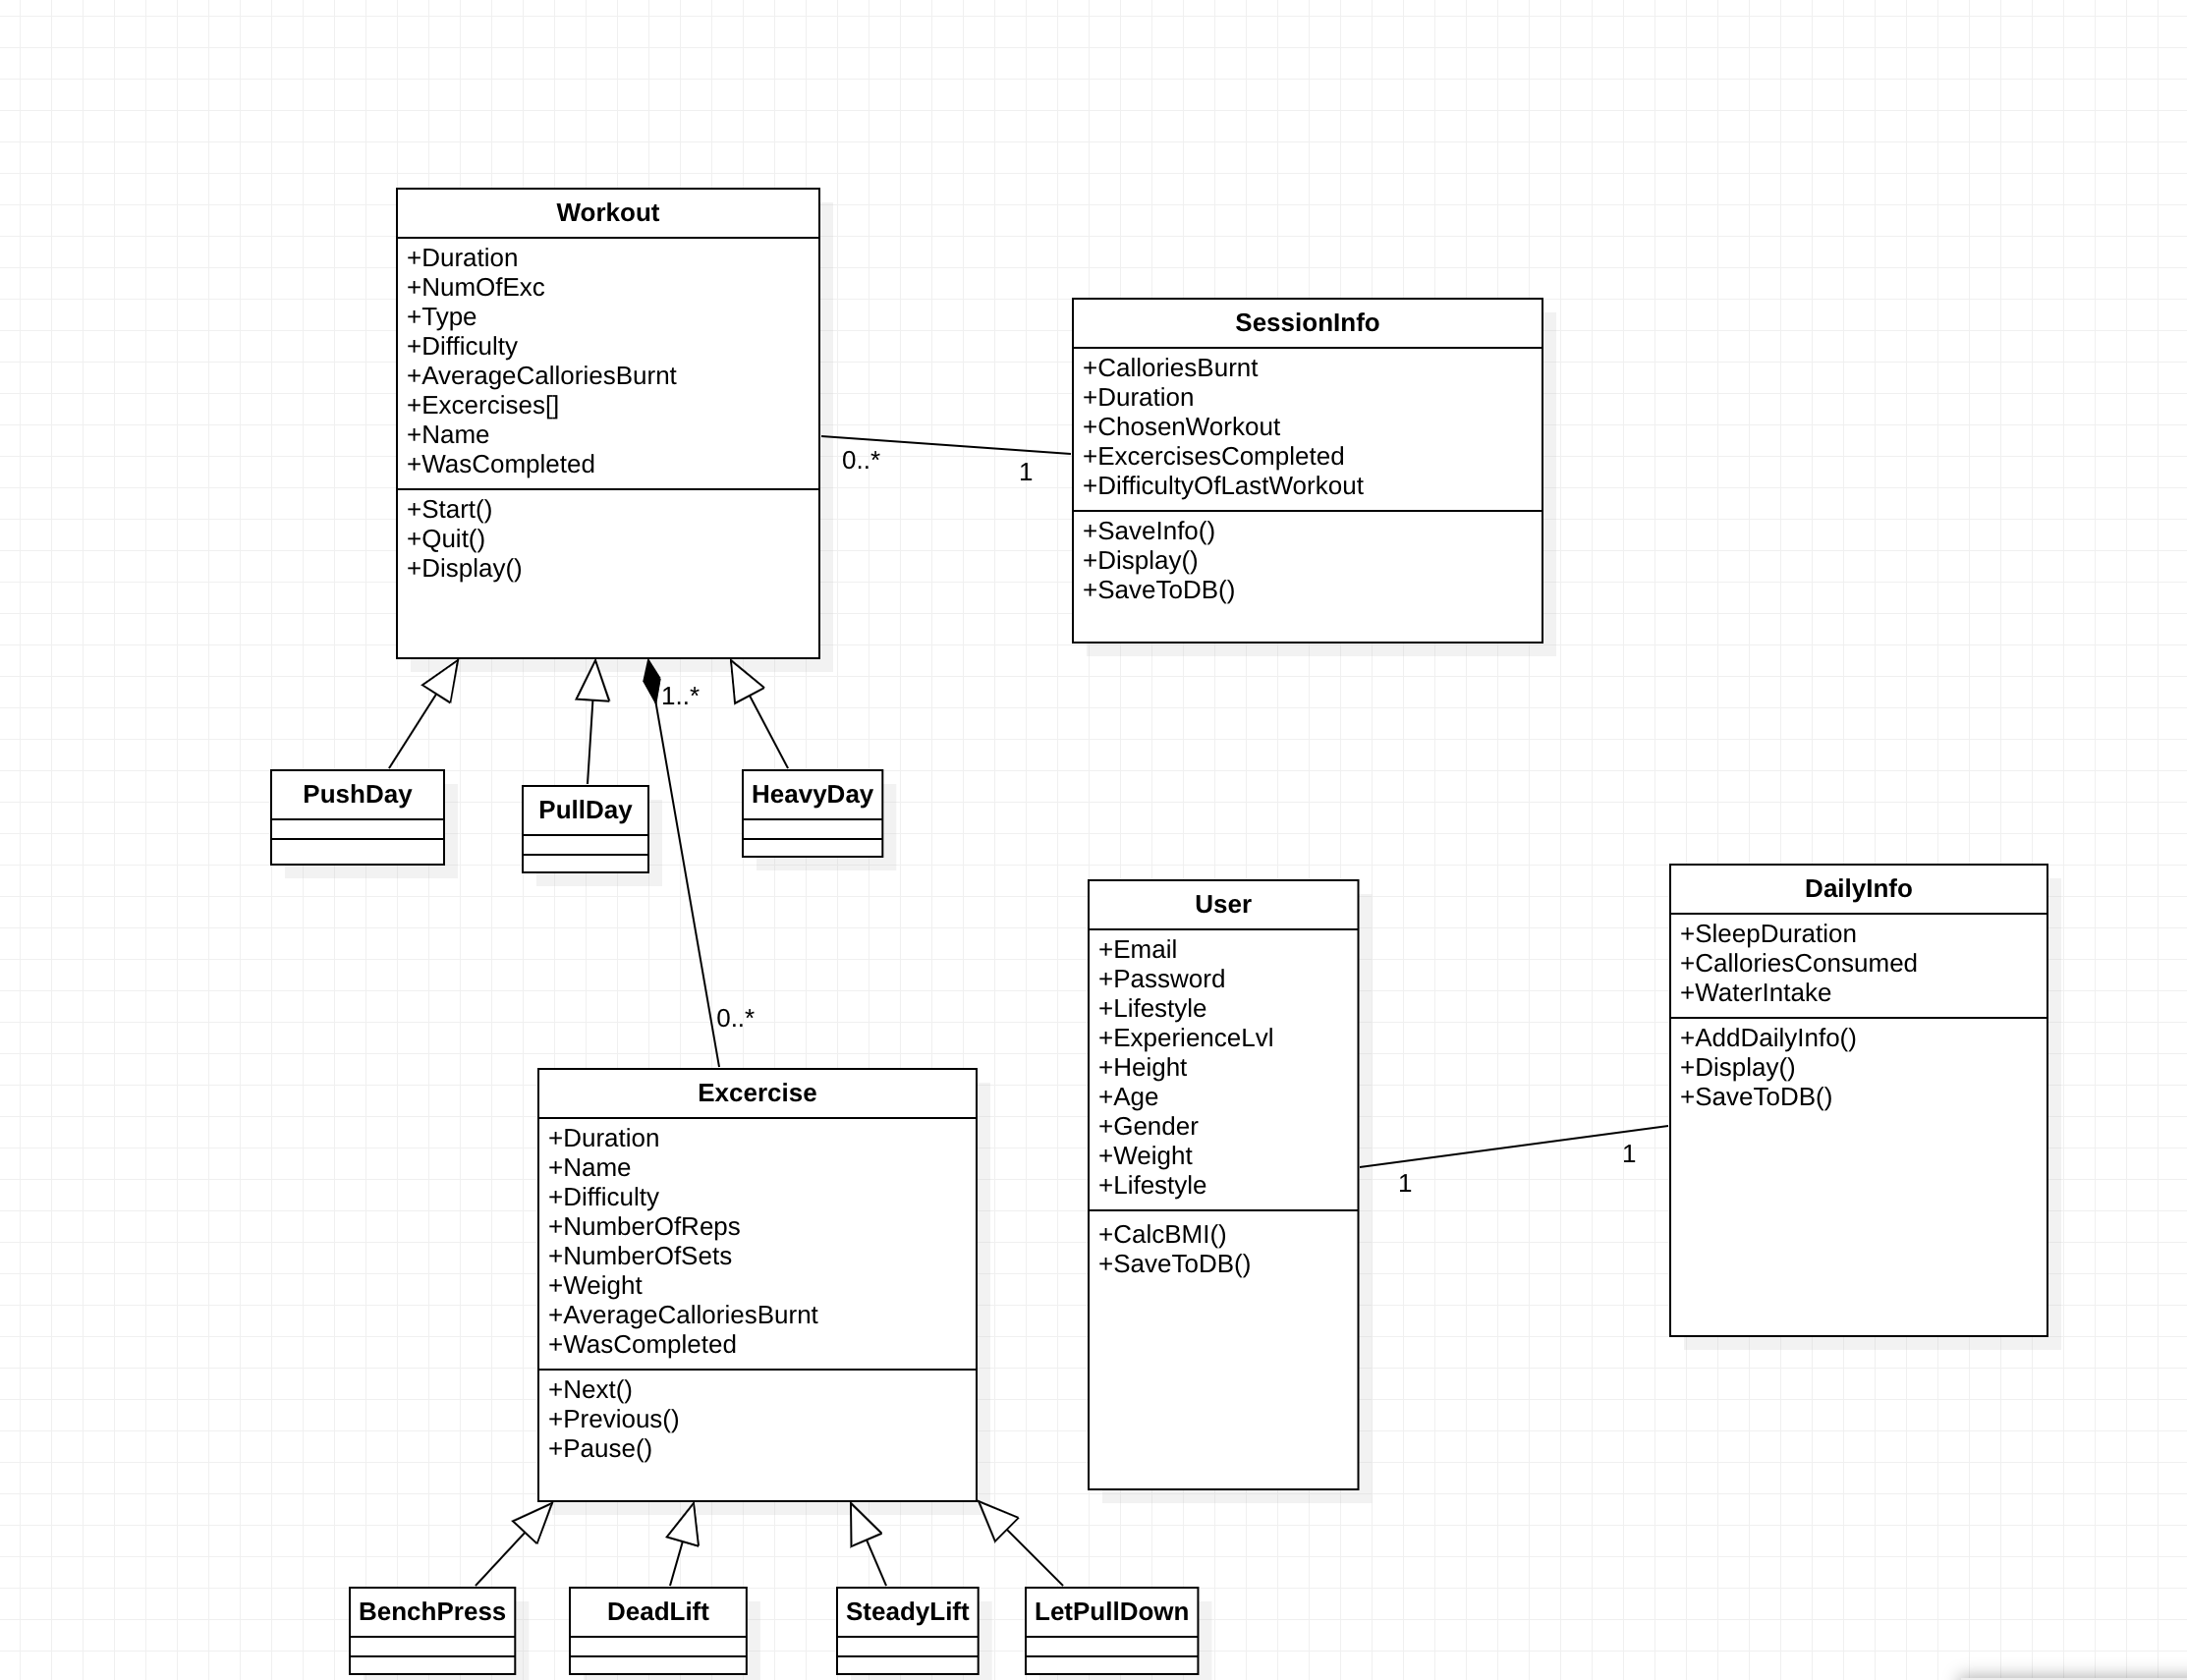 Workout
+Duration
+NumOfExc
+Type
+Difficulty
+AverageCalloriesBurnt
+Excercises[]
+Name
+WasCompleted
+Start()
+Quit()
+Display()
0..*
1
SessionInfo
+CalloriesBurnt
+Duration
+ChosenWorkout
+ExcercisesCompleted
+DifficultyOfLastWorkout
+SaveInfo()
+Display()
+SaveToDB()
1..*
PushDay
PullDay
HeavyDay
0..*
Excercise
+Duration
+Name
+Difficulty
+NumberOfReps
+NumberOfSets
+Weight
+AverageCalloriesBurnt
+WasCompleted
+Next()
+Previous()
+Pause()
User
+Email
+Password
+Lifestyle
+ExperienceLvl
+Height
+Age
+Gender
+Weight
+Lifestyle
+CalcBMI()
+SaveToDB()
1
1
DailyInfo
+SleepDuration
+CalloriesConsumed
+WaterIntake
+AddDailyInfo()
+Display()
+SaveToDB()
BenchPress
DeadLift
SteadyLift
LetPullDown